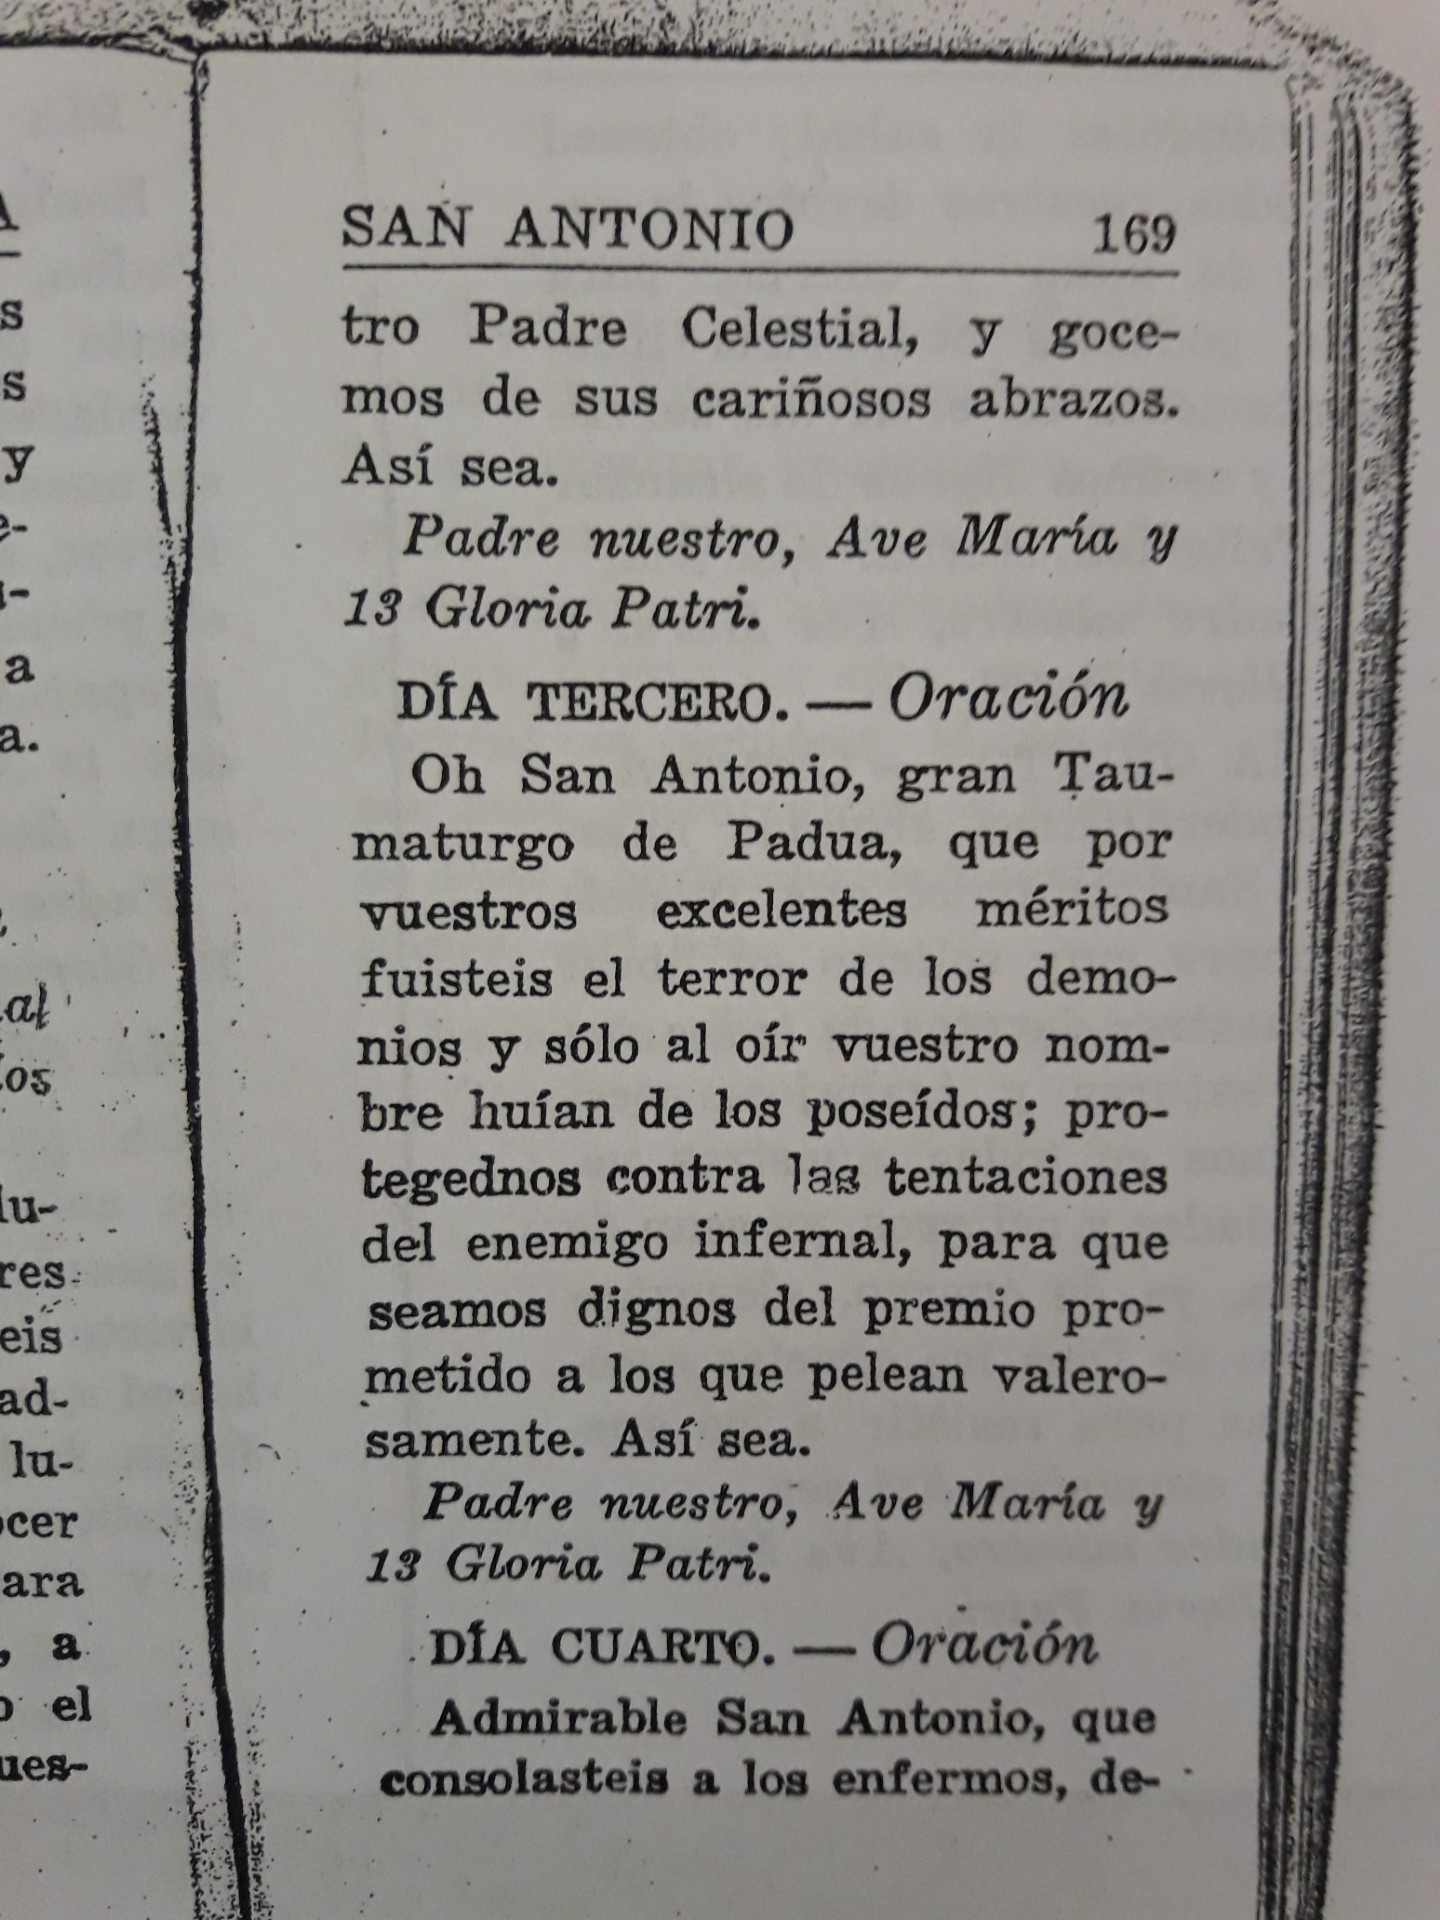 SAN ANTONIO 169
tro Padre Celestial, y goce-
mos de sus cariñosos abrazos.
Así sea.
Padre nuestro, Ave María y
13 Gloria Patri.
DÍA TERCERO. — Oración
Oh San Antonio, gran Tau-
maturgo de Padua, que por
vuestros excelentes méritos
fuisteis el terror de los demo-
nios y sólo al oír vuestro nom-
bre huían de los poseídos; pro-
tegednos contra las tentaciones
del enemigo infernal, para que
seamos dignos del premio pro-
metido a los que pelean valero-
samente. Así sea.
Padre nuestro, Ave María y
13 Gloria Patri.
DÍA CUARTO. — Oración
Admirable San Antonio, que
consolasteis a los enfermos, de-